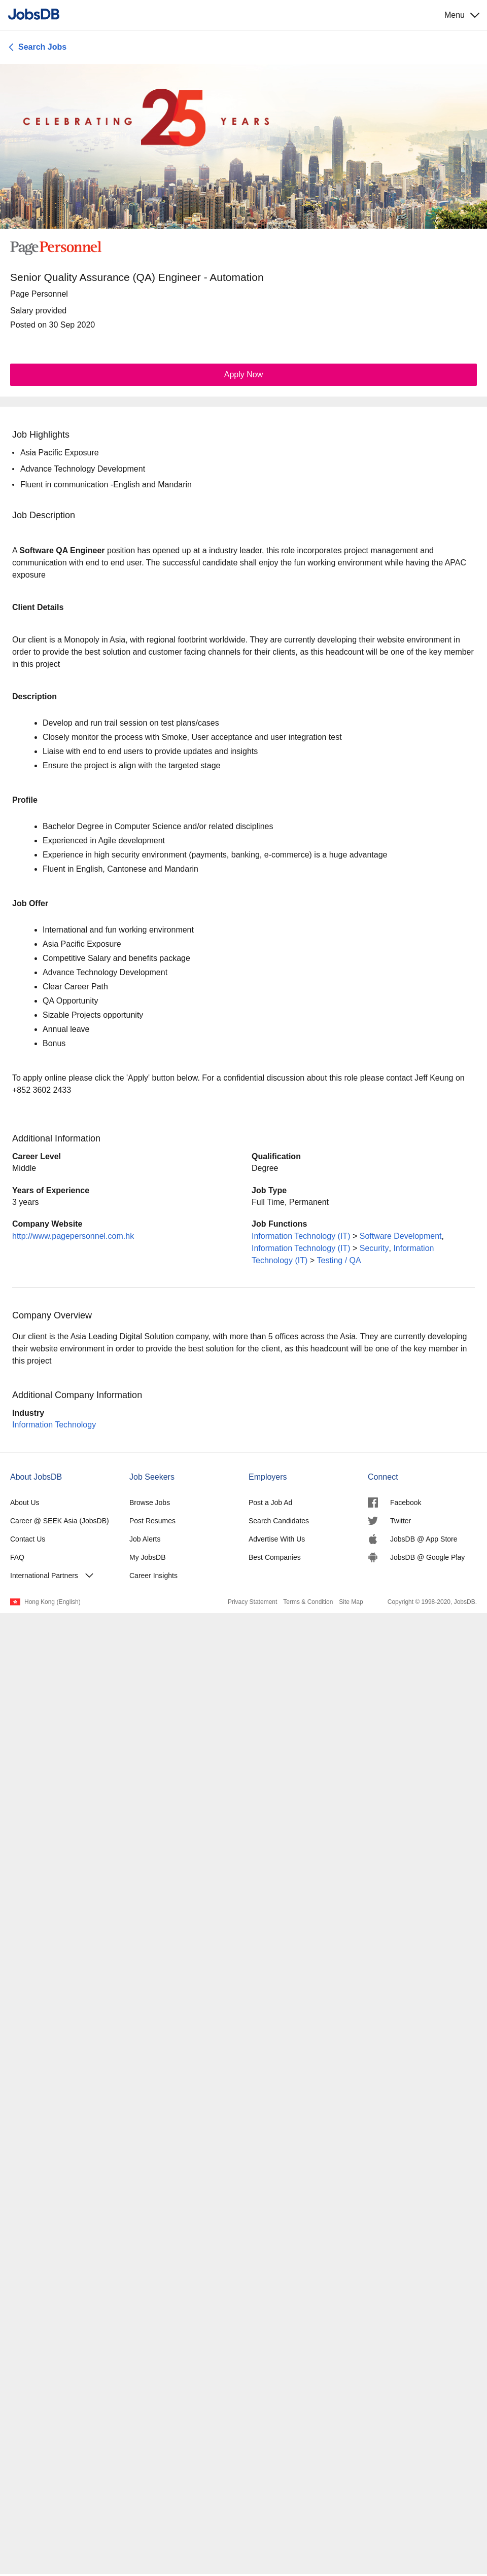 JobsDB
Menu
Search Jobs
CELEBRATING 25 YEARS
PagePersonnel
Senior Quality Assurance (QA) Engineer - Automation
Page Personnel
Salary provided
Posted on 30 Sep 2020
Apply Now
Job Highlights
• Asia Pacific Exposure
• Advance Technology Development
• Fluent in communication -English and Mandarin
Job Description
A Software QA Engineer position has opened up at a industry leader, this role incorporates project management and
communication with end to end user. The successful candidate shall enjoy the fun working environment while having the APAC
exposure
Client Details
Our client is a Monopoly in Asia, with regional footbrint worldwide. They are currently developing their website environment in
order to provide the best solution and customer facing channels for their clients, as this headcount will be one of the key member
in this project
Description
• Develop and run trail session on test plans/cases
• Closely monitor the process with Smoke, User acceptance and user integration test
• Liaise with end to end users to provide updates and insights
• Ensure the project is align with the targeted stage
Profile
• Bachelor Degree in Computer Science and/or related disciplines
• Experienced in Agile development
• Experience in high security environment (payments, banking, e-commerce) is a huge advantage
• Fluent in English, Cantonese and Mandarin
Job Offer
• International and fun working environment
• Asia Pacific Exposure
• Competitive Salary and benefits package
• Advance Technology Development
• Clear Career Path
• QA Opportunity
• Sizable Projects opportunity
• Annual leave
• Bonus
To apply online please click the 'Apply' button below. For a confidential discussion about this role please contact Jeff Keung on
+852 3602 2433
Additional Information
Career Level
Middle
Qualification
Degree
Years of Experience
3 years
Job Type
Full Time, Permanent
Company Website
http://www.pagepersonnel.com.hk
Job Functions
Information Technology (IT) > Software Development,
Information Technology (IT) > Security, Information
Technology (IT) > Testing / QA
Company Overview
Our client is the Asia Leading Digital Solution company, with more than 5 offices across the Asia. They are currently developing
their website environment in order to provide the best solution for the client, as this headcount will be one of the key member in
this project
Additional Company Information
Industry
Information Technology
About JobsDB
About Us
Career @ SEEK Asia (JobsDB)
Contact Us
FAQ
International Partners
Job Seekers
Browse Jobs
Post Resumes
Job Alerts
My JobsDB
Career Insights
Employers
Post a Job Ad
Search Candidates
Advertise With Us
Best Companies
Connect
Facebook
Twitter
JobsDB @ App Store
JobsDB @ Google Play
Hong Kong (English)
Privacy Statement Terms & Condition Site Map
Copyright © 1998-2020, JobsDB.